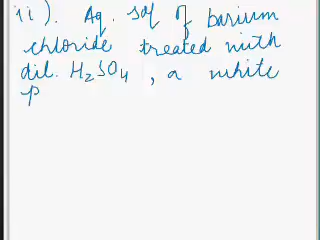 ii). Aq. sol of barium
chloride treated with
dil. H₂SO₄, a white
p